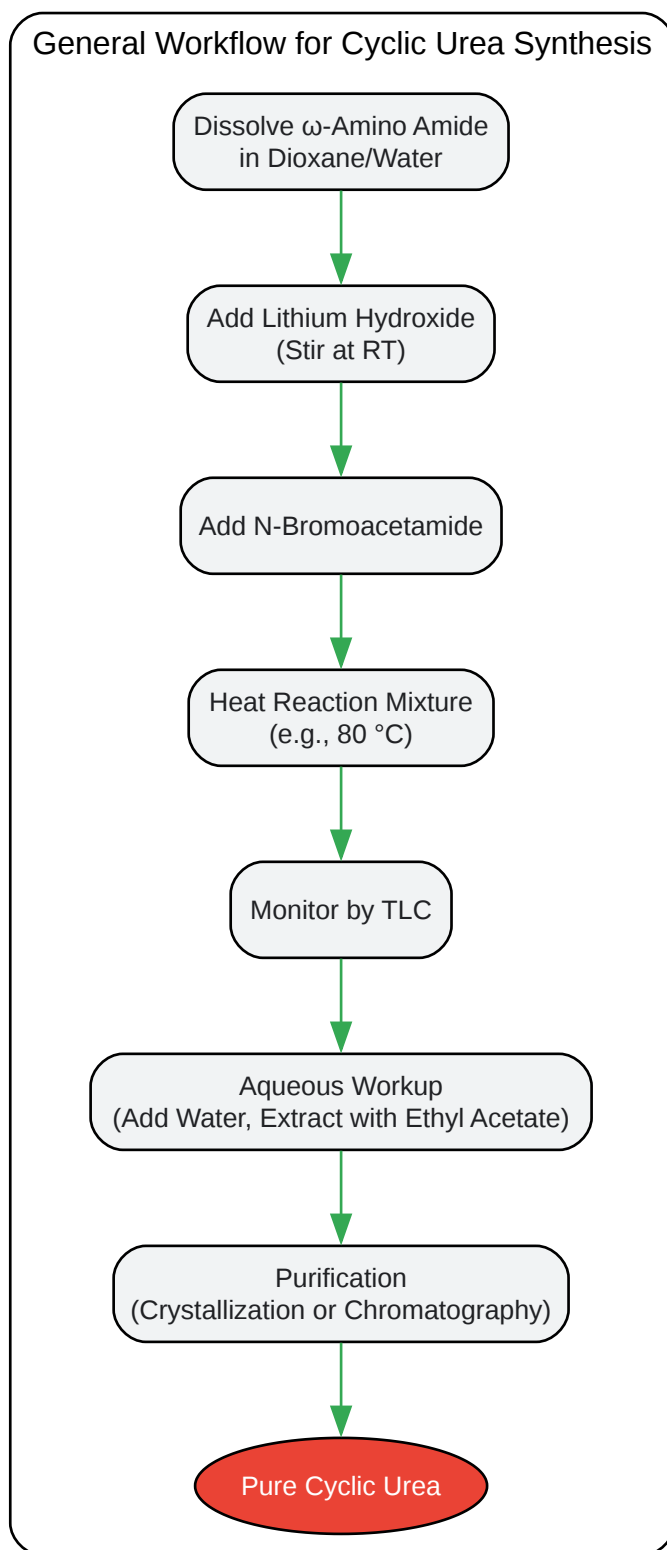 General Workflow for Cyclic Urea Synthesis
Dissolve ω-Amino Amide
in Dioxane/Water
Add Lithium Hydroxide
(Stir at RT)
Add N-Bromoacetamide
Heat Reaction Mixture
(e.g., 80 °C)
Monitor by TLC
Aqueous Workup
(Add Water, Extract with Ethyl Acetate)
Purification
(Crystallization or Chromatography)
Pure Cyclic Urea